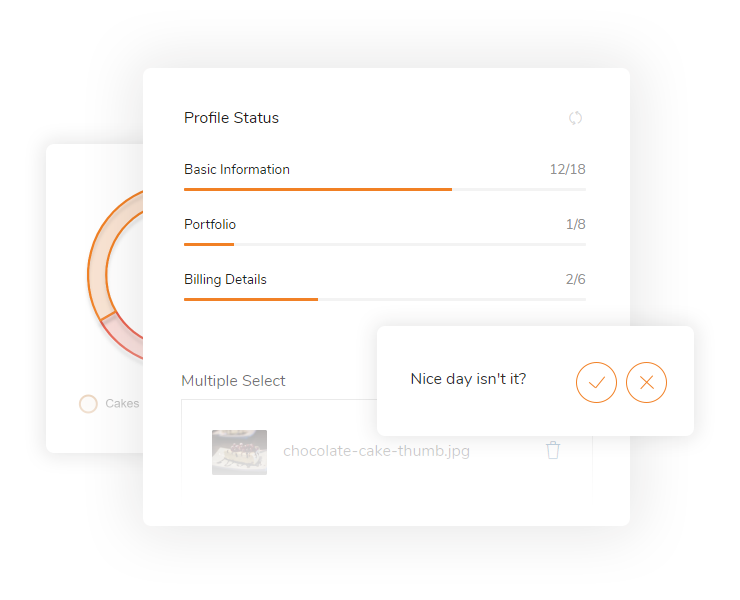 Profile Status
Basic Information 12/18
Portfolio 1/8
Billing Details 2/6
Nice day isn't it?
Multiple Select
Cakes
chocolate-cake-thumb.jpg